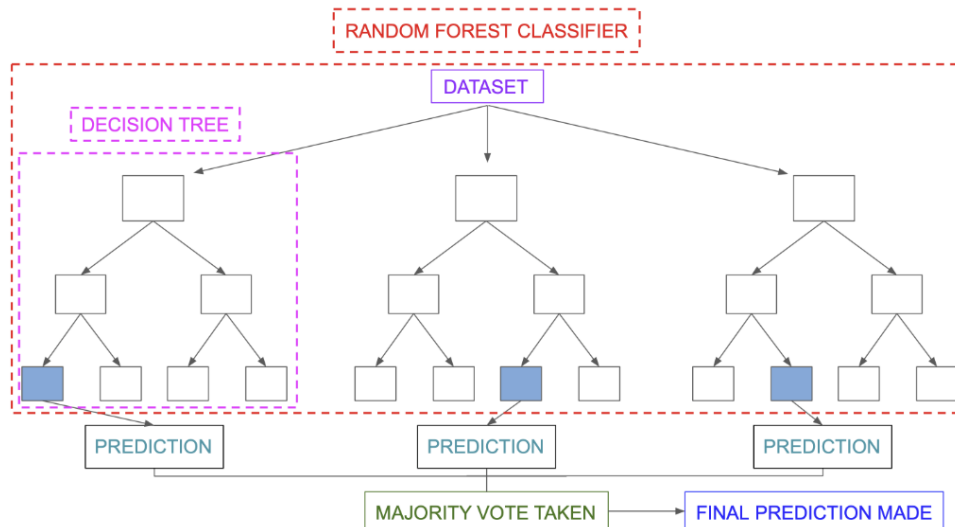 RANDOM FOREST CLASSIFIER
DATASET
DECISION TREE
PREDICTION
PREDICTION
PREDICTION
MAJORITY VOTE TAKEN
FINAL PREDICTION MADE